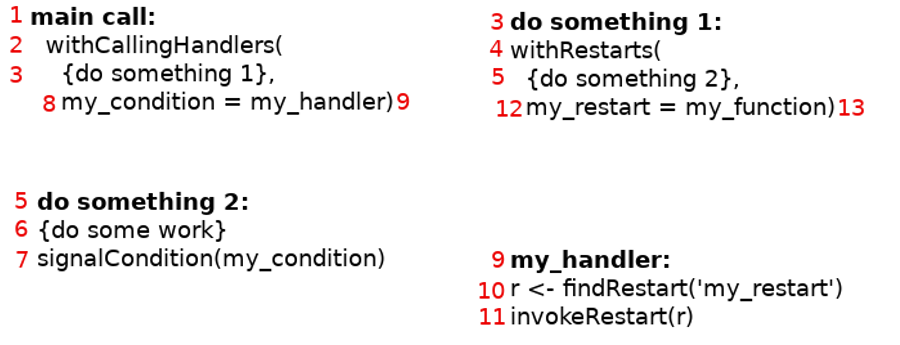 1 main call:
2 withCallingHandlers(
3 {do something 1},
8 my_condition = my_handler)9
3 do something 1:
4 withRestarts(
5 {do something 2},
12 my_restart = my_function)13
5 do something 2:
6 {do some work}
7 signalCondition(my_condition)
9 my_handler:
10 r <- findRestart('my_restart')
11 invokeRestart(r)